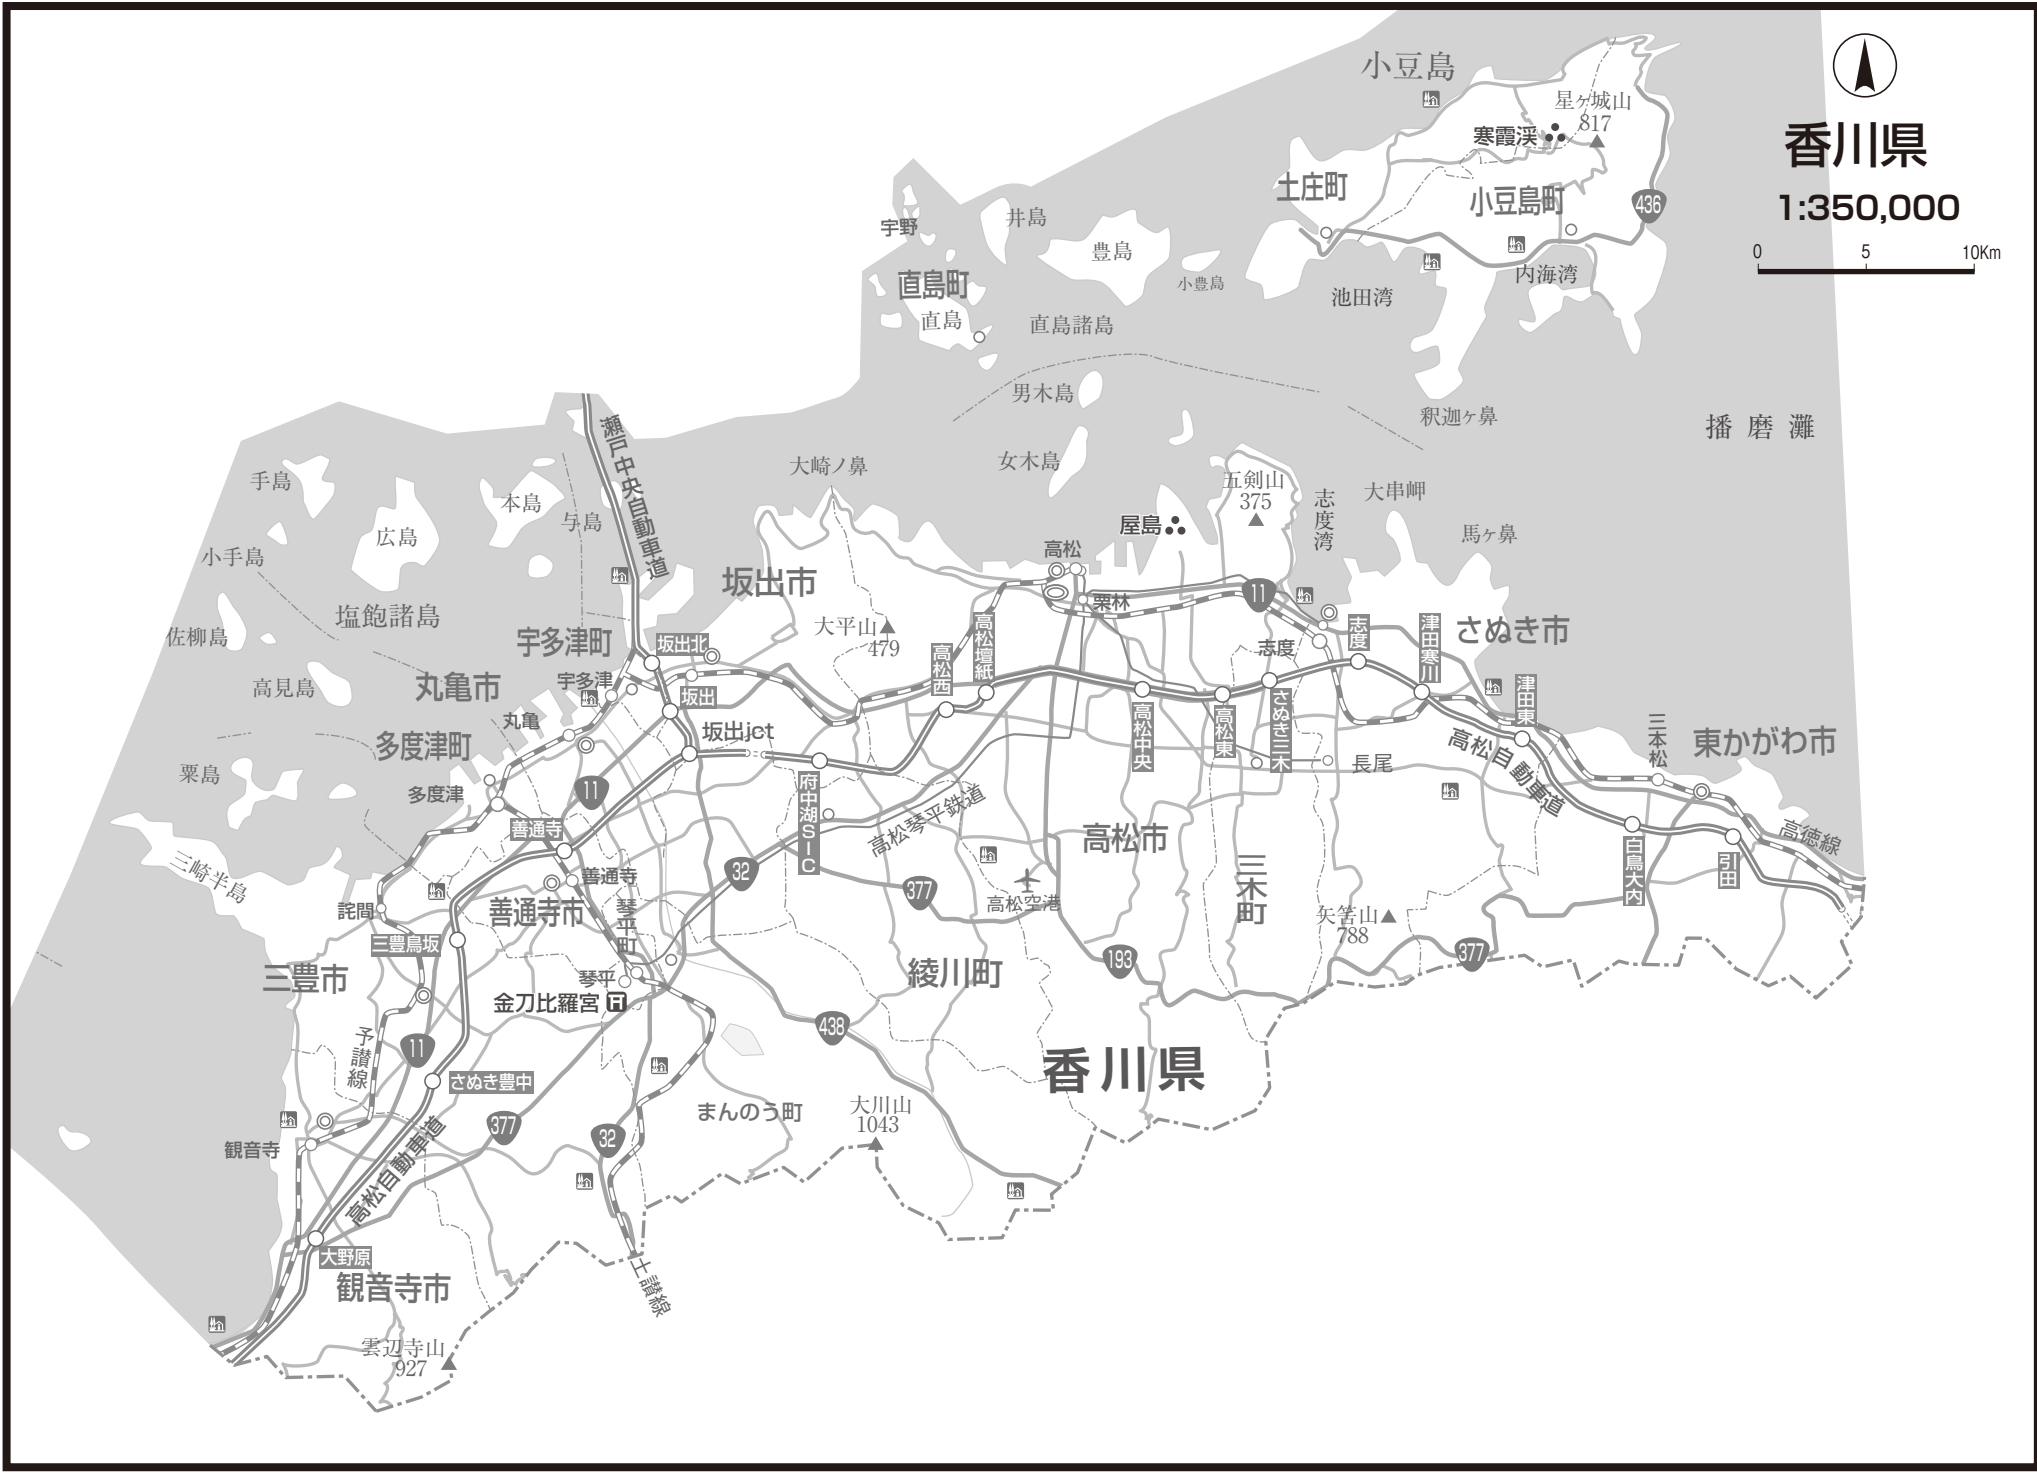 香川県
1:350,000
0 5 10Km
小豆島
星ヶ城山
817
寒霞渓
土庄町
小豆島町
436
宇野
井島
豊島
小豊島
直島町
直島
直島諸島
池田湾
内海湾
男木島
釈迦ヶ鼻
播磨灘
瀬戸中央自動車道
大崎ノ鼻
女木島
五剣山
375
志度湾
大串岬
馬ヶ鼻
手島
本島
与島
広島
小手島
屋島
高松
坂出市
塩飽諸島
佐柳島
大平山
479
栗林
11
志度
志度
津田寒川
さぬき市
宇多津町
坂出北
高松西
高松壇紙
丸亀市
宇多津
坂出
高見島
丸亀
坂出jct
高松中央
高松東
さぬき三木
津田東
三本松
東かがわ市
長尾
高松自動車道
多度津町
粟島
多度津
11
府中湖SIC
高松琴平鉄道
善通寺
高松市
高徳線
三崎半島
32
377
高松空港
三木町
白鳥大内
引田
善通寺
善通寺市
琴平町
詫間
三豊鳥坂
矢筈山
788
377
三豊市
琴平
金刀比羅宮
綾川町
193
438
予讃線
11
香川県
さぬき豊中
377
32
まんのう町
大川山
1043
観音寺
高松自動車道
大野原
観音寺市
土讃線
雲辺寺山
927